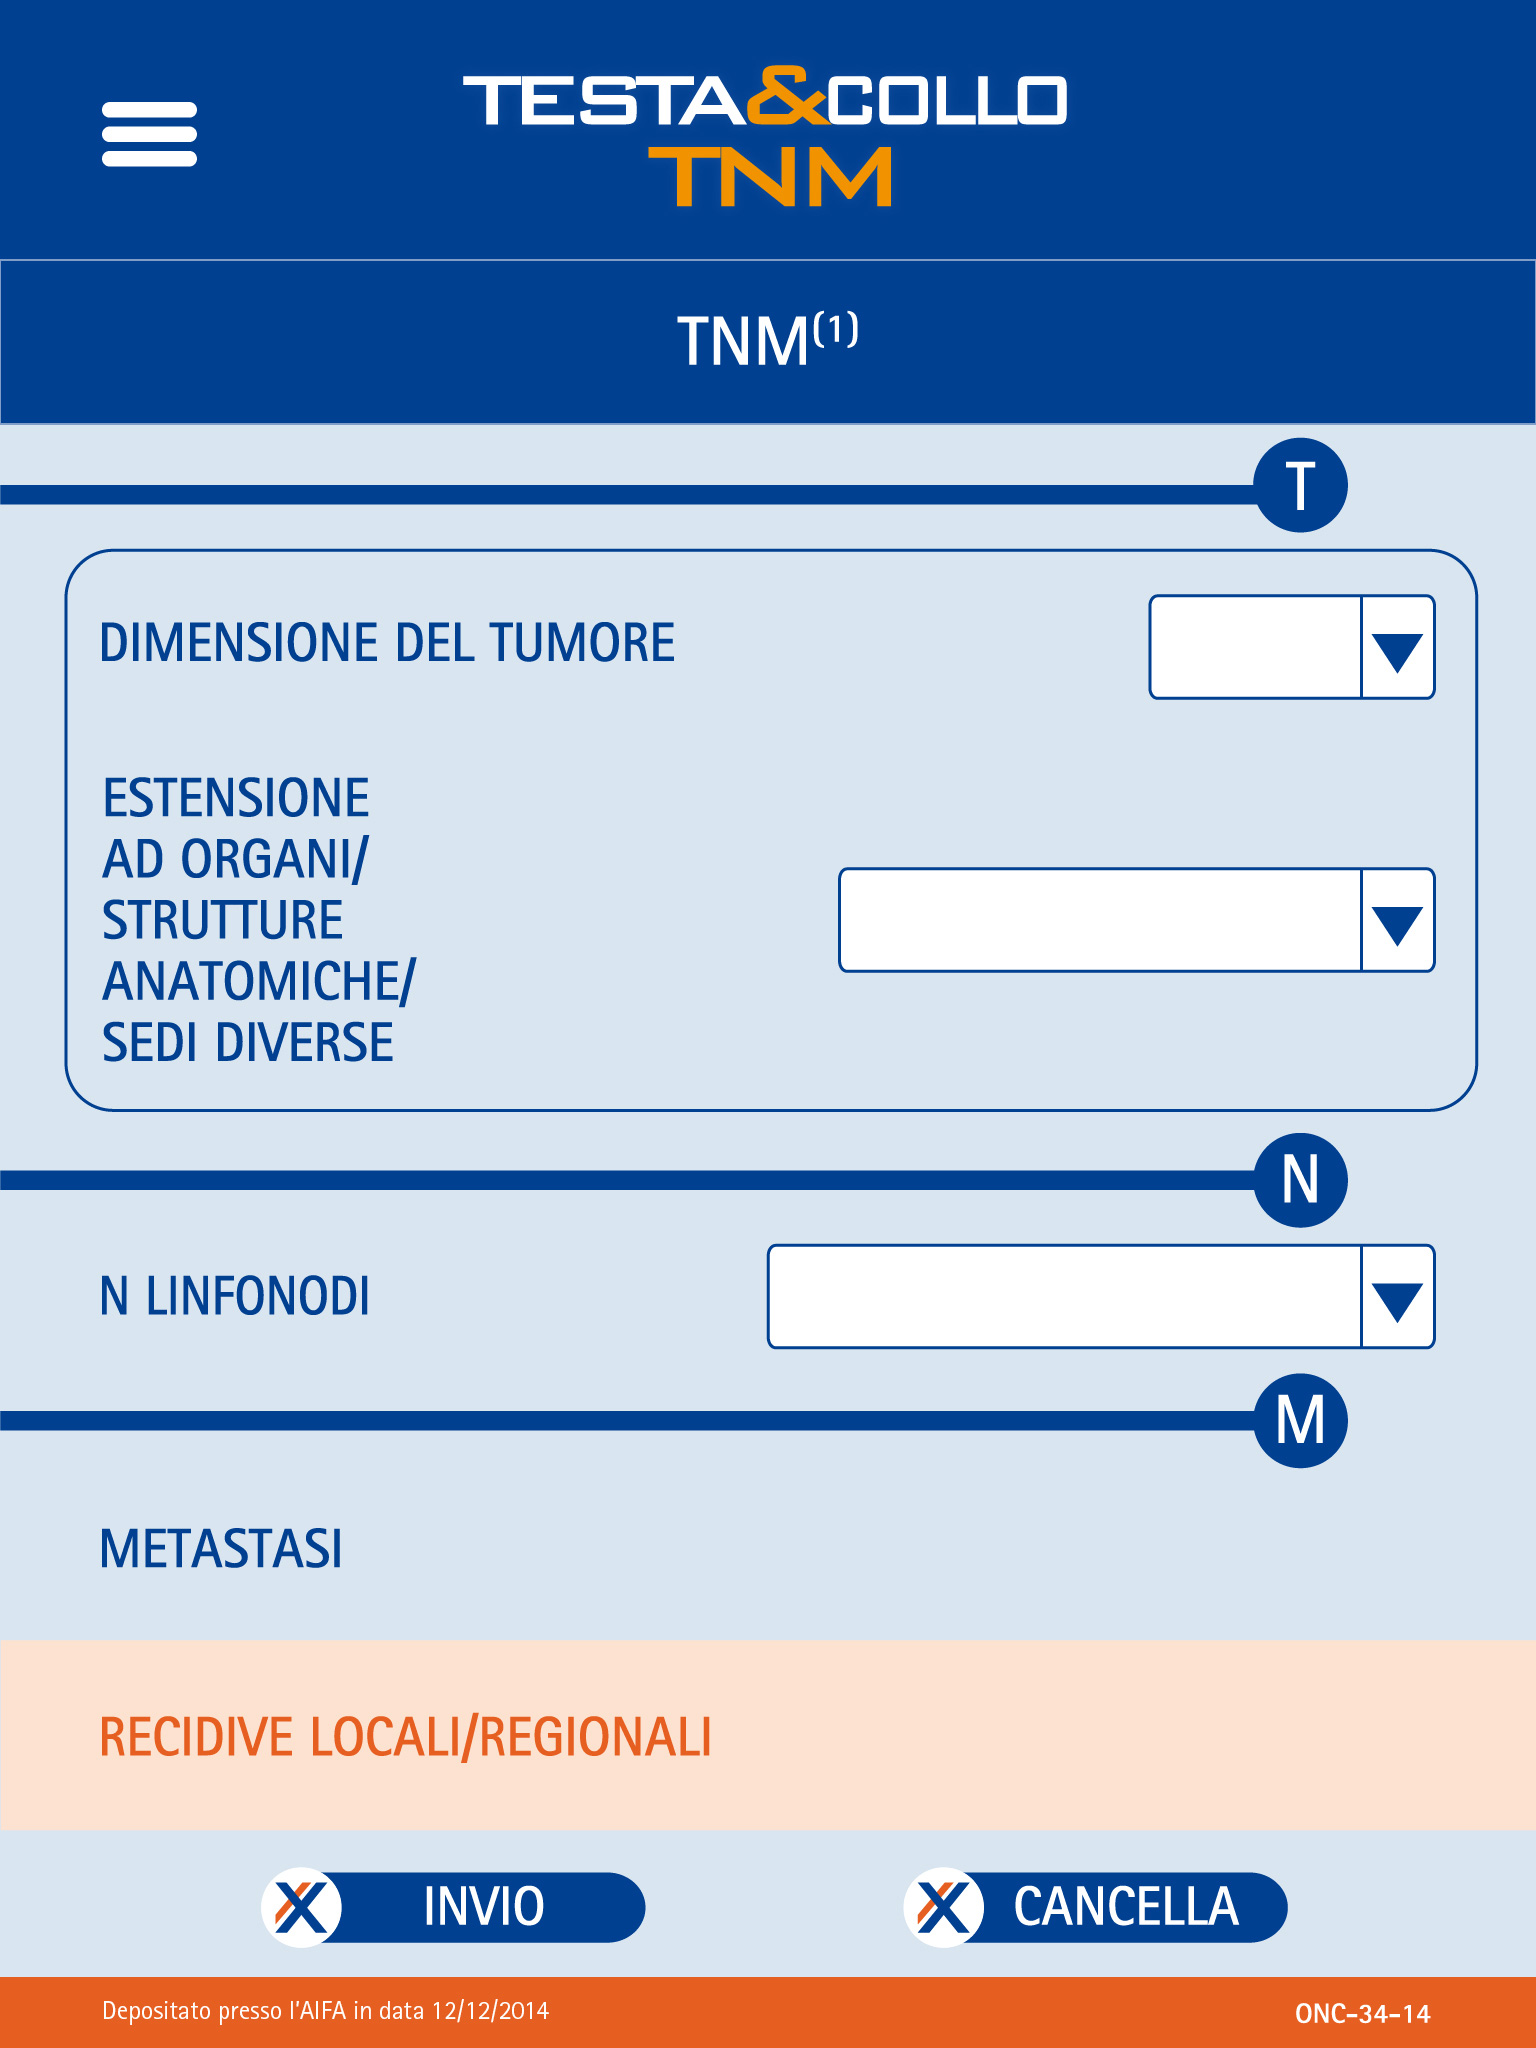 TESTA&COLLO
TNM
TNM(1)
T
DIMENSIONE DEL TUMORE
ESTENSIONE
AD ORGANI/
STRUTTURE
ANATOMICHE/
SEDI DIVERSE
N
N LINFONODI
M
METASTASI
RECIDIVE LOCALI/REGIONALI
INVIO
CANCELLA
Depositato presso l'AIFA in data 12/12/2014
ONC-34-14